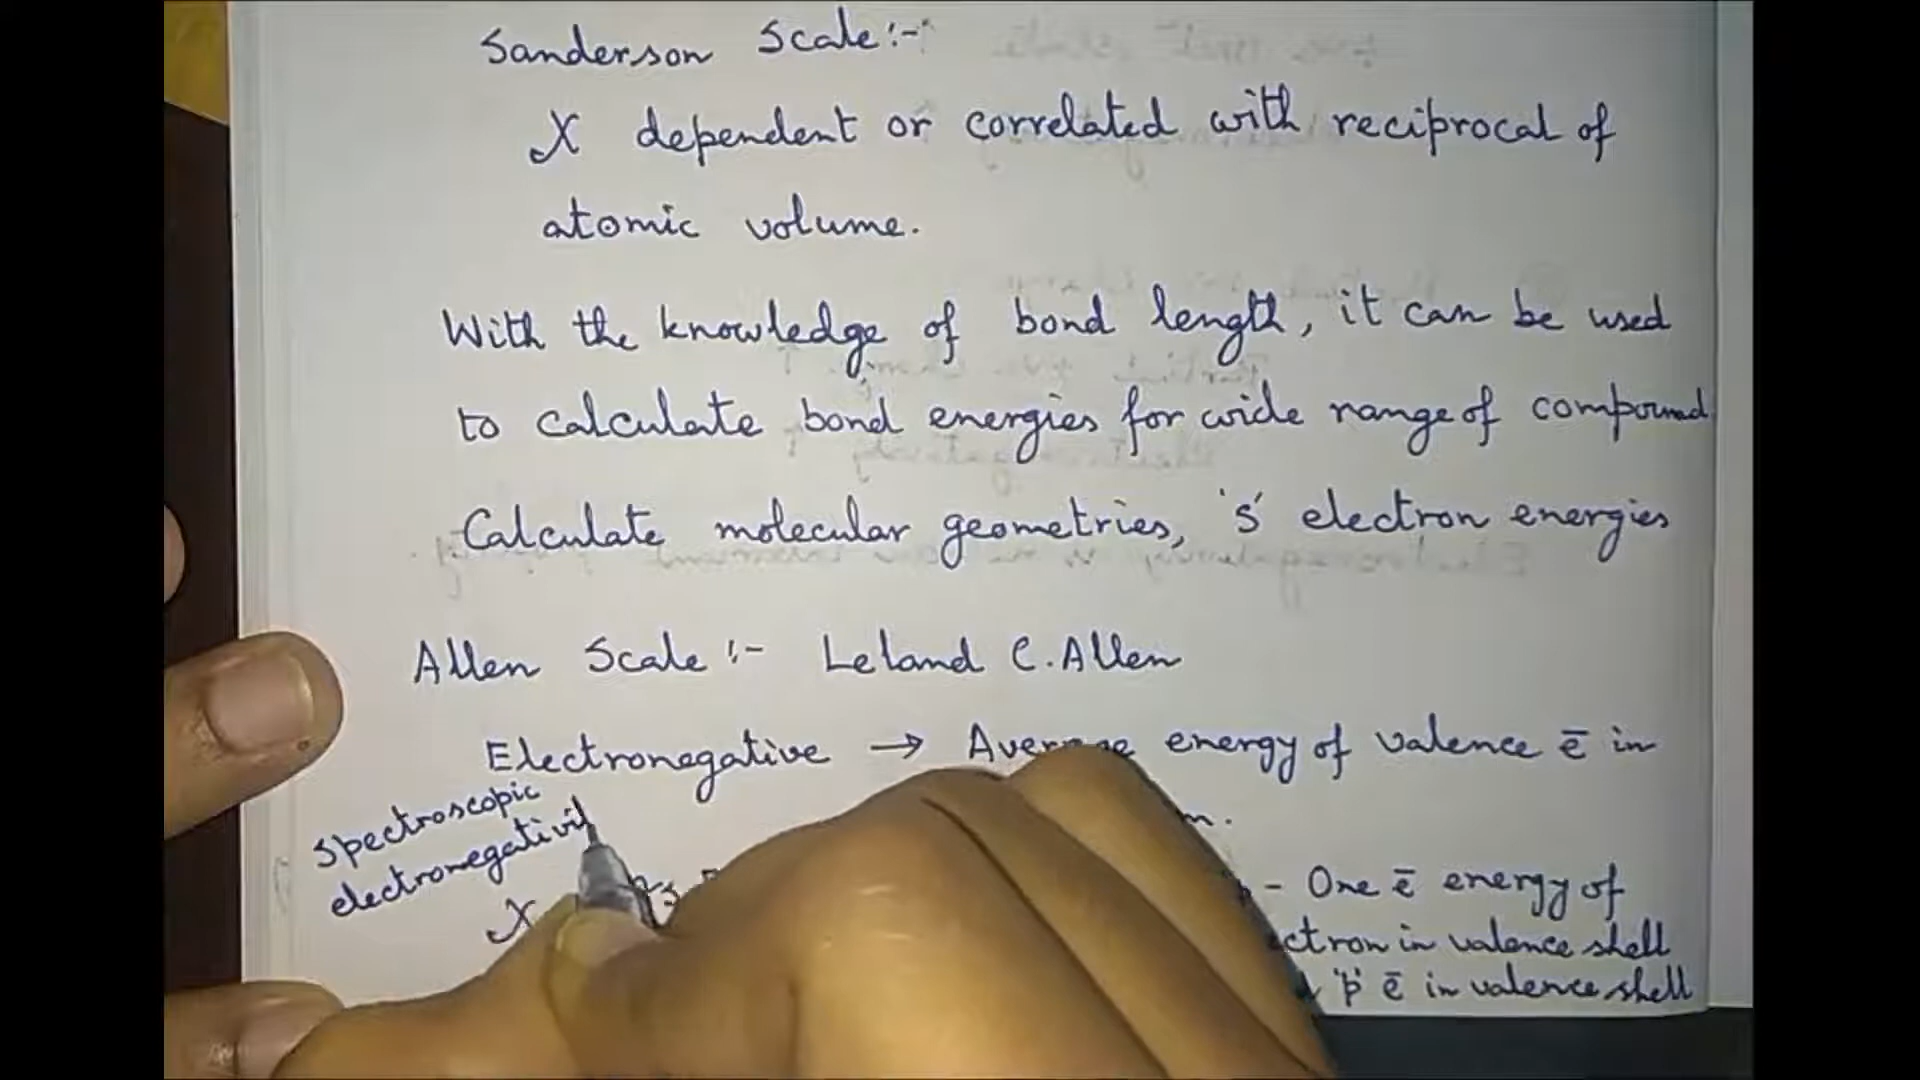 Sanderson Scale:-
X dependent or correlated with reciprocal of
atomic volume.
With the knowledge of bond length, it can be used
to calculate bond energies for wide range of compound
Calculate molecular geometries, 's' electron energies
Allen Scale :- Leland C. Allen
Electronegative → Average energy of valence ē in
spectroscopic
electronegativi
X
- One ē energy of
ctron in valence shell
'p' ē in valence shell